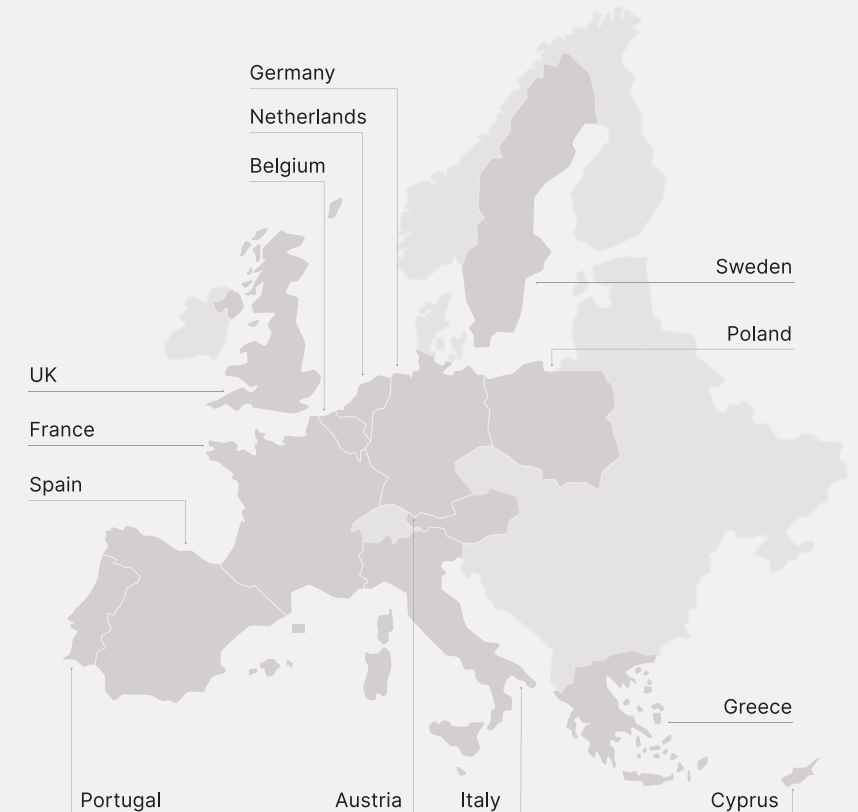 Germany
Netherlands
Belgium
Sweden
Poland
UK
France
Spain
Greece
Portugal
Austria
Italy
Cyprus